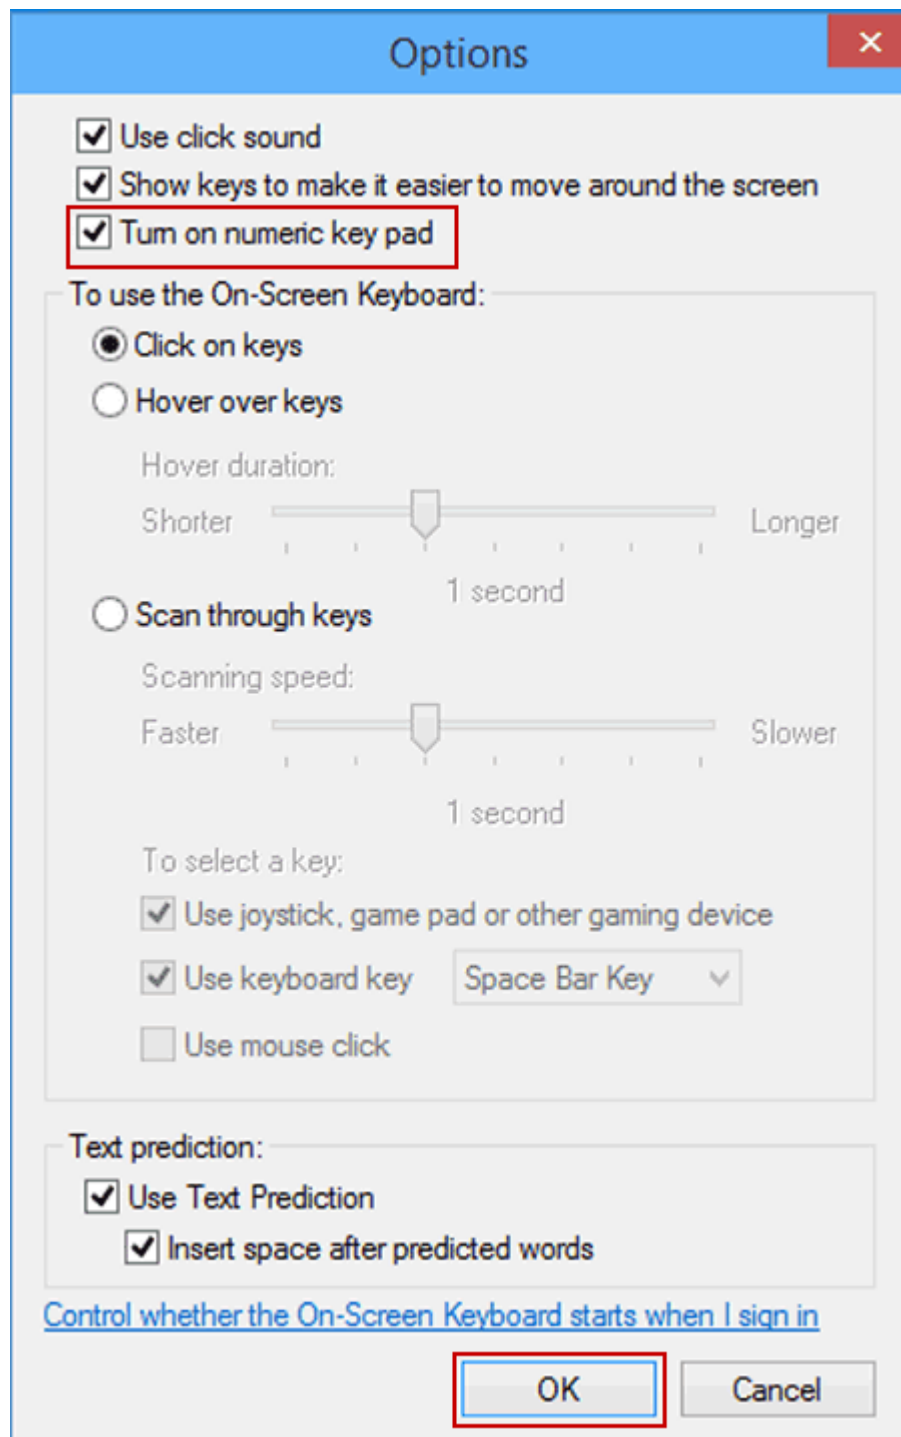 Options
Use click sound
Show keys to make it easier to move around the screen
Turn on numeric key pad
To use the On-Screen Keyboard:
Click on keys
Hover over keys
Hover duration:
Shorter Longer
1 second
Scan through keys
Scanning speed:
Faster Slower
1 second
To select a key:
Use joystick, game pad or other gaming device
Use keyboard key Space Bar Key
Use mouse click
Text prediction:
Use Text Prediction
Insert space after predicted words
Control whether the On-Screen Keyboard starts when I sign in
OK Cancel